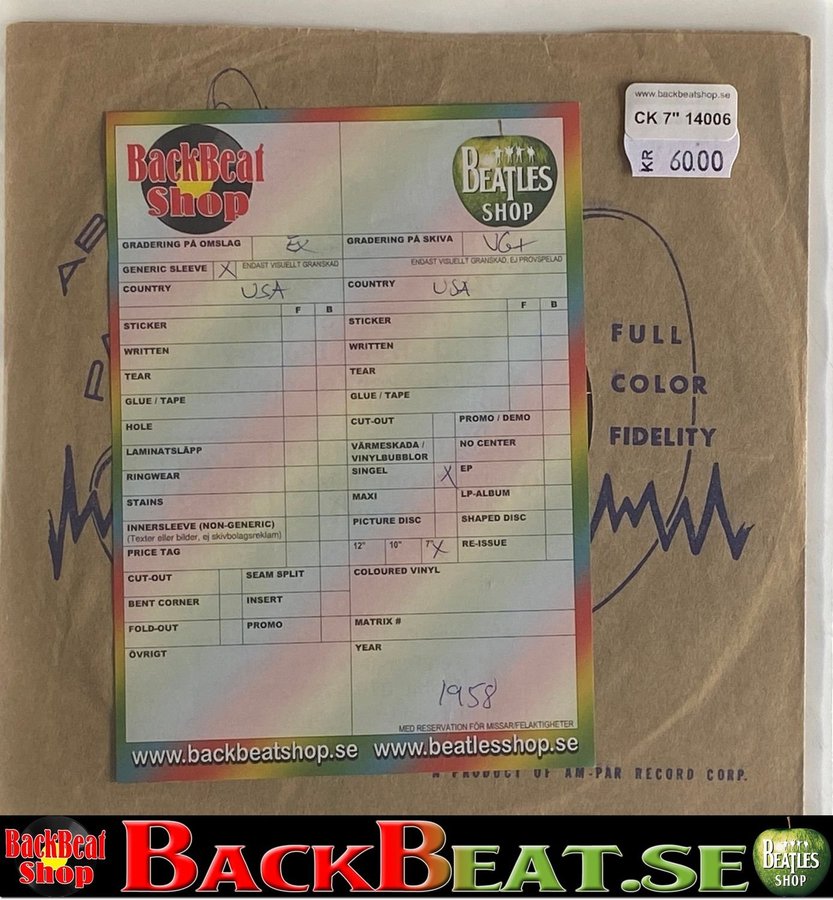 www.backbeatshop.se
CK 7" 14006
KR 60.00
BackBeat
Shop
BEATLES
SHOP
GRADERING PÅ OMSLAG EX
GENERIC SLEEVE X ENDAST VISUELLT GRANSKAD
COUNTRY USA
F B
STICKER
WRITTEN
TEAR
GLUE / TAPE
HOLE
LAMINATSLÄPP
RINGWEAR
STAINS
INNERSLEEVE (NON-GENERIC)
(Texter eller bilder, ej skivbolagsreklam)
PRICE TAG
CUT-OUT SEAM SPLIT
BENT CORNER INSERT
FOLD-OUT PROMO
ÖVRIGT
GRADERING PÅ SKIVA VG+
ENDAST VISUELLT GRANSKAD, EJ PROVSPELAD
COUNTRY USA
F B
STICKER
WRITTEN
TEAR
GLUE / TAPE
CUT-OUT PROMO / DEMO
VÄRMESKADA / NO CENTER
VINYLBUBBLOR
SINGEL X EP
MAXI LP-ALBUM
PICTURE DISC SHAPED DISC
12" 10" 7" X RE-ISSUE
COLOURED VINYL
MATRIX #
YEAR
1958
MED RESERVATION FÖR MISSAR/FELAKTIGHETER
www.backbeatshop.se www.beatlesshop.se
FULL
COLOR
FIDELITY
A PRODUCT OF AM-PAR RECORD CORP.
BackBeat
Shop
BACKBEAT.SE
BEATLES
SHOP